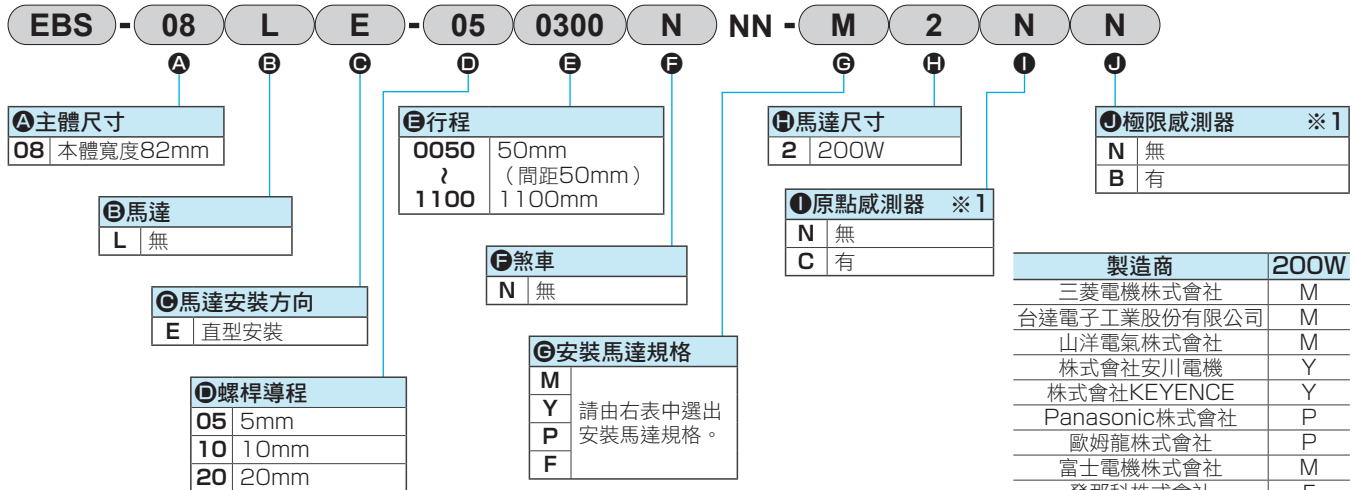 EBS - 08 L E - 05 0300 N NN - M 2 N N
A B C D E F G H I J
A主體尺寸
08 本體寬度82mm
B馬達
L 無
C馬達安裝方向
E 直型安裝
D螺桿導程
05 5mm
10 10mm
20 20mm
E行程
0050 50mm
~ （間距50mm）
1100 1100mm
F煞車
N 無
G安裝馬達規格
M
Y
P
F
請由右表中選出
安裝馬達規格。
H馬達尺寸
2 200W
I原點感測器 ※1
N 無
C 有
J極限感測器 ※1
N 無
B 有
製造商 200W
三菱電機株式會社 M
台達電子工業股份有限公司 M
山洋電氣株式會社 M
株式會社安川電機 Y
株式會社KEYENCE Y
Panasonic株式會社 P
歐姆龍株式會社 P
富士電機株式會社 M